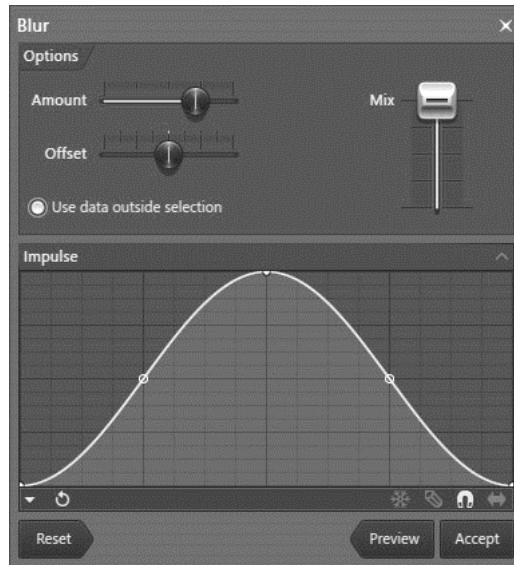 Blur
Options
Amount
Mix
Offset
Use data outside selection
Impulse
Reset
Preview
Accept